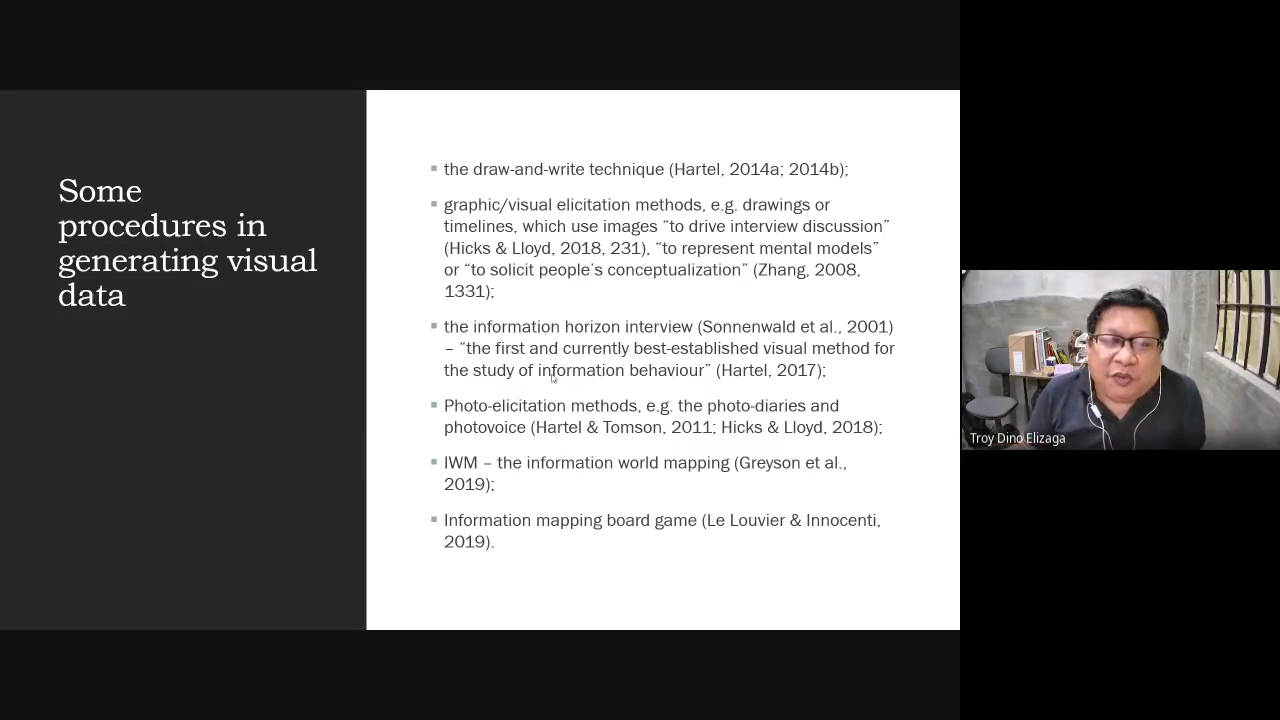 Some
procedures in
generating visual
data
▪ the draw-and-write technique (Hartel, 2014a; 2014b);
▪ graphic/visual elicitation methods, e.g. drawings or
timelines, which use images “to drive interview discussion”
(Hicks & Lloyd, 2018, 231), “to represent mental models”
or “to solicit people’s conceptualization” (Zhang, 2008,
1331);
▪ the information horizon interview (Sonnenwald et al., 2001)
– “the first and currently best-established visual method for
the study of information behaviour” (Hartel, 2017);
▪ Photo-elicitation methods, e.g. the photo-diaries and
photovoice (Hartel & Tomson, 2011; Hicks & Lloyd, 2018);
▪ IWM – the information world mapping (Greyson et al.,
2019);
▪ Information mapping board game (Le Louvier & Innocenti,
2019).
Troy Dino Elizaga